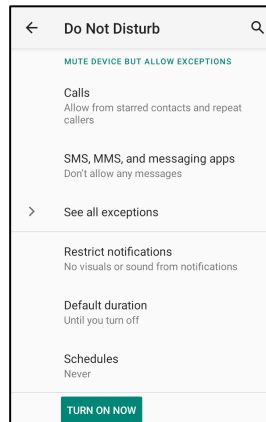 Do Not Disturb
MUTE DEVICE BUT ALLOW EXCEPTIONS
Calls
Allow from starred contacts and repeat
callers
SMS, MMS, and messaging apps
Don't allow any messages
See all exceptions
Restrict notifications
No visuals or sound from notifications
Default duration
Until you turn off
Schedules
Never
TURN ON NOW